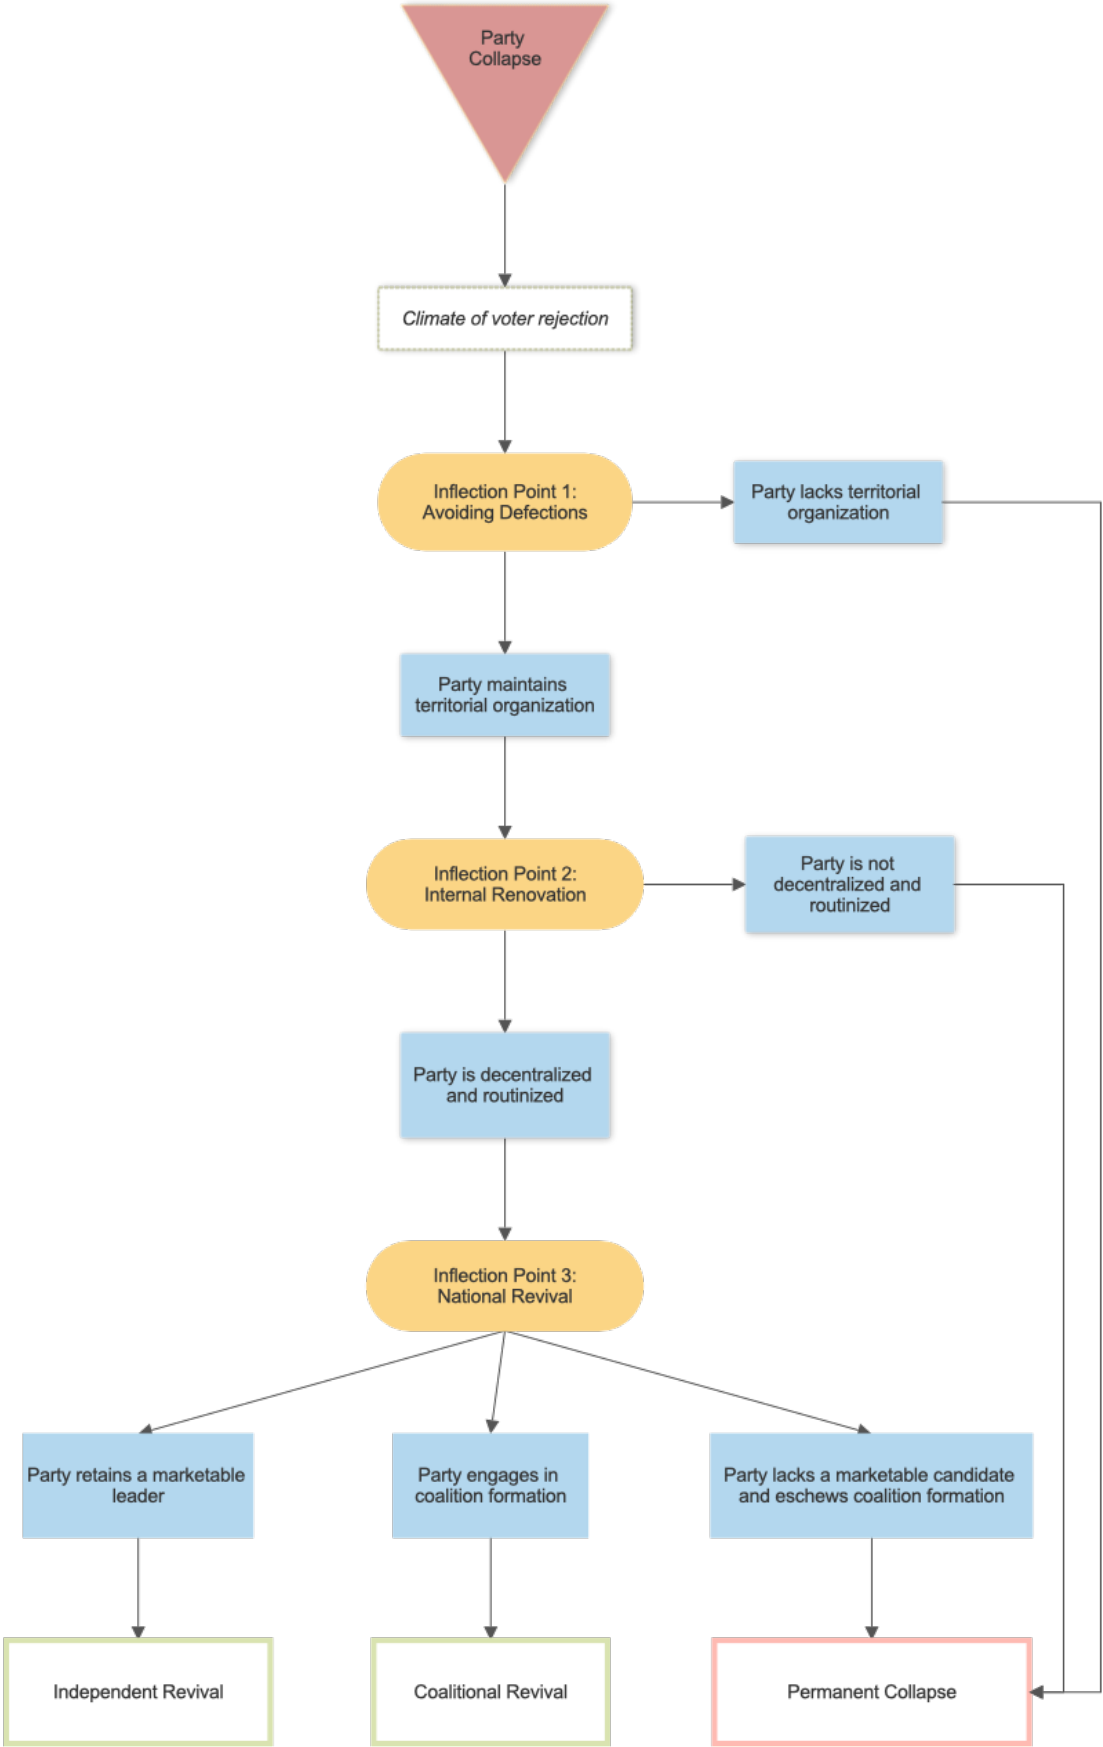 Party
Collapse
Climate of voter rejection
Inflection Point 1:
Avoiding Defections
Party lacks territorial
organization
Party maintains
territorial organization
Inflection Point 2:
Internal Renovation
Party is not
decentralized and
routinized
Party is decentralized
and routinized
Inflection Point 3:
National Revival
Party retains a marketable
leader
Party engages in
coalition formation
Party lacks a marketable candidate
and eschews coalition formation
Independent Revival
Coalitional Revival
Permanent Collapse